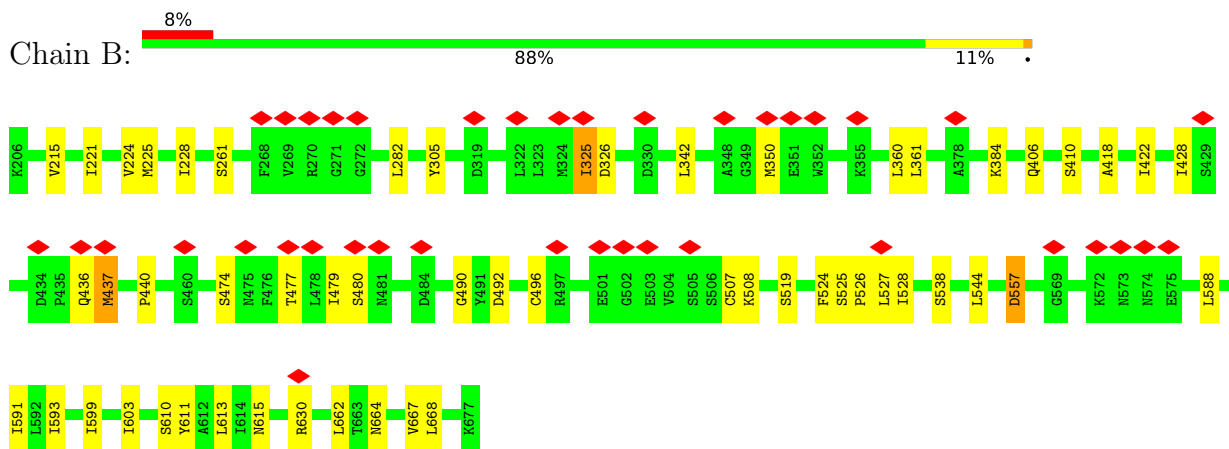 8%
Chain B:
88% 11% •
K206 V215 I221 V224 M225 I228 S261 F268 V269 R270 G271 G272 L282 Y305 D319 L322 L323 M324 I325 D326 D330 L342 A348 G349 M350 E351 W352 K355 L360 L361 A378 K384 Q406 S410 A418 I422 I428 S429
D434 P435 Q436 M437 P440 S460 S474 N475 F476 T477 L478 I479 S480 N481 D484 G490 Y491 D492 C496 R497 E501 G502 E503 V504 S505 S506 C507 K508 S519 F524 S525 P526 L527 I528 S538 L544 D557 G569 K572 N573 N574 E575 L588
I591 L592 I593 I599 I603 S610 Y611 A612 L613 I614 N615 R630 L662 T663 N664 V667 L668 K677